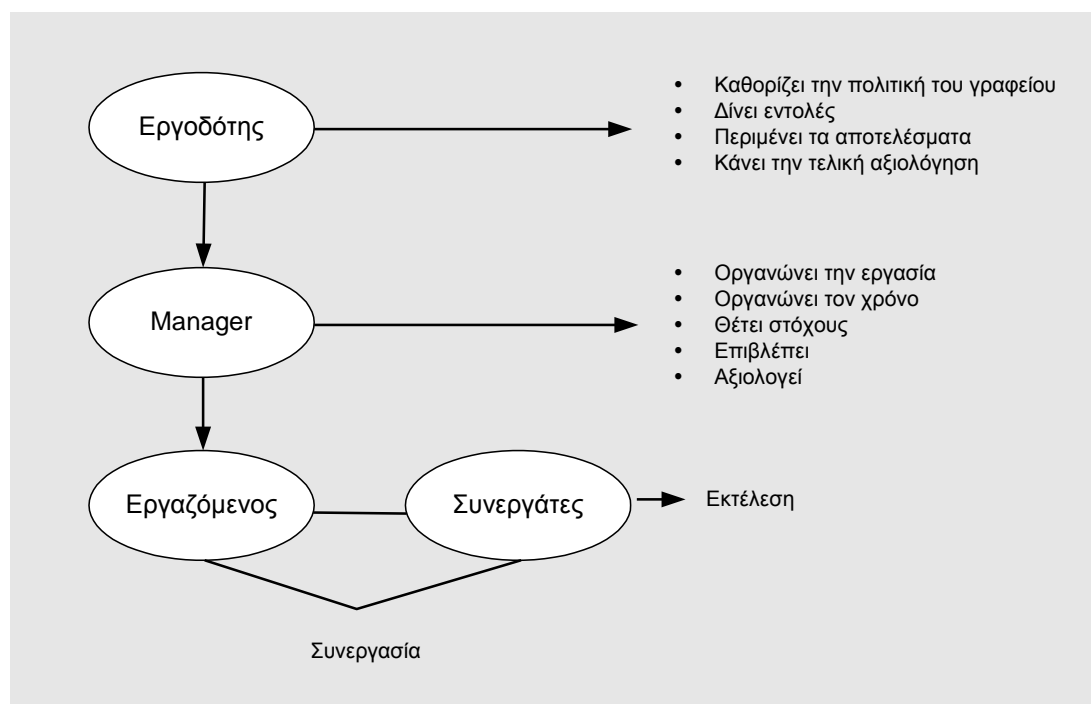 Εργοδότης
• Καθορίζει την πολιτική του γραφείου
• Δίνει εντολές
• Περιμένει τα αποτελέσματα
• Κάνει την τελική αξιολόγηση
Manager
• Οργανώνει την εργασία
• Οργανώνει τον χρόνο
• Θέτει στόχους
• Επιβλέπει
• Αξιολογεί
Εργαζόμενος
Συνεργάτες
Εκτέλεση
Συνεργασία